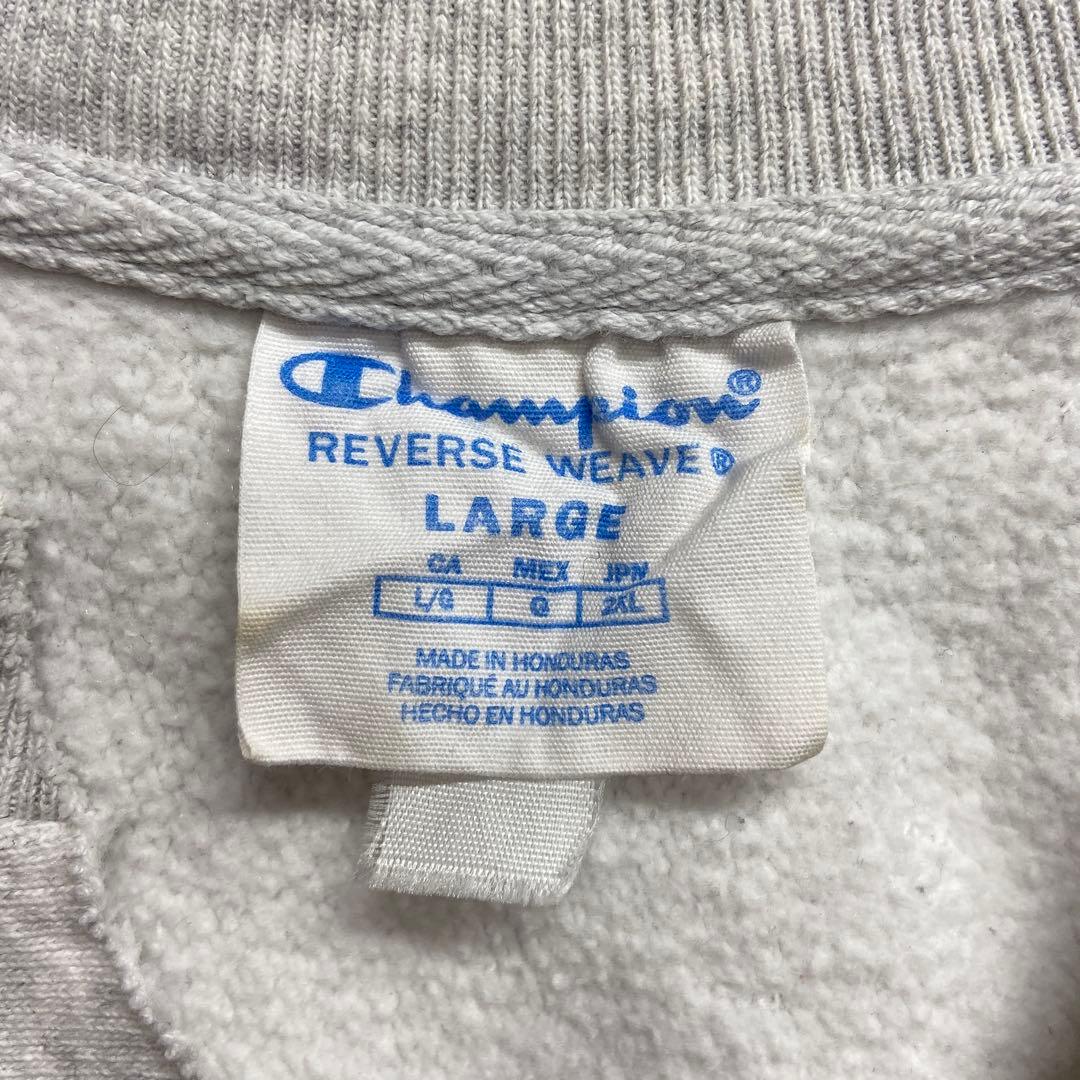 Champion®
REVERSE WEAVE®
LARGE
CA MEX JPN
L/G G 2XL
MADE IN HONDURAS
FABRIQUÉ AU HONDURAS
HECHO EN HONDURAS